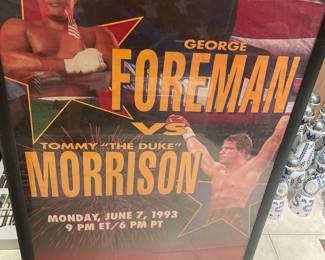 GEORGE
FOREMAN
VS
TOMMY "THE DUKE"
MORRISON
MONDAY, JUNE 7, 1993
9 PM ET/6 PM PT